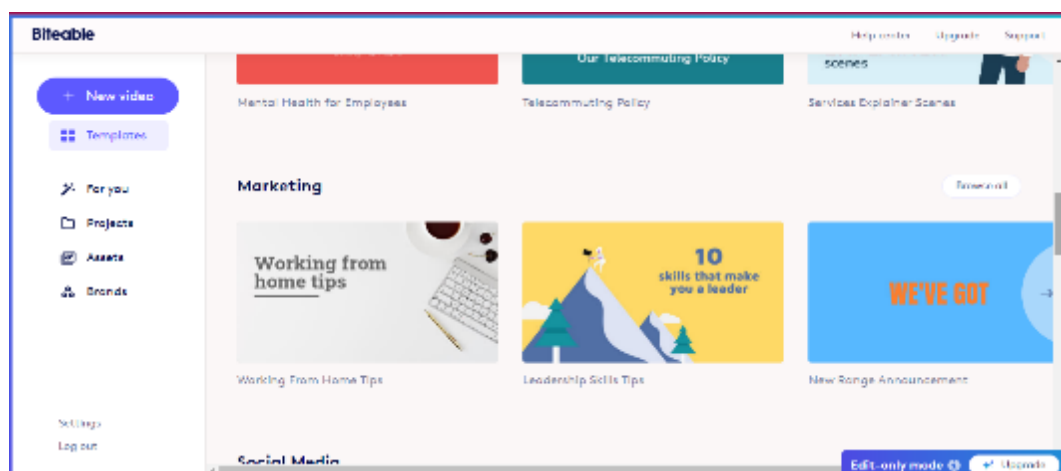 Biteable
Help center Upgrade Support
New video
Templates
For you
Projects
Assets
Brands
Settings
Log out
Our Telecommuting Policy
scenes
Mental Health for Employees
Telecommuting Policy
Services Explainer Scenes
Marketing
Browse all
Working from
home tips
10
skills that make
you a leader
WE'VE GOT
Working From Home Tips
Leadership Skills Tips
New Range Announcement
Social Media
Edit-only mode
Upgrade